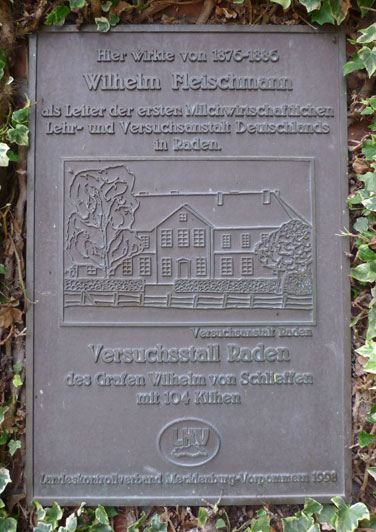 Hier wirkte von 1876-1886
Wilhelm Fleischmann
als Leiter der ersten Milchwirtschaftlichen
Lehr- und Versuchsanstalt Deutschlands
in Raden.
Versuchsanstalt Raden
Versuchsstall Raden
des Grafen Wilhelm von Schlieffen
mit 104 Kühen
LKV
Landeskontrollverband Mecklenburg-Vorpommern 1998